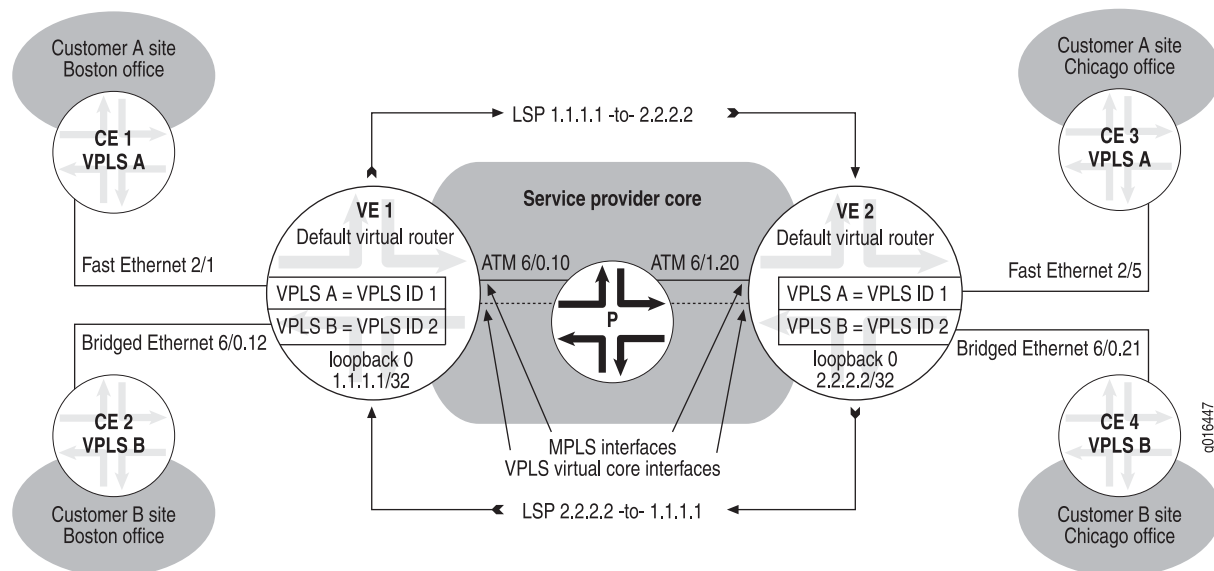 Customer A site
Boston office
CE 1
VPLS A
Customer A site
Chicago office
CE 3
VPLS A
LSP 1.1.1.1 -to- 2.2.2.2
Service provider core
VE 1
Default virtual router
VE 2
Default virtual router
Fast Ethernet 2/1
ATM 6/0.10
ATM 6/1.20
Fast Ethernet 2/5
VPLS A = VPLS ID 1
VPLS B = VPLS ID 2
P
VPLS A = VPLS ID 1
VPLS B = VPLS ID 2
Bridged Ethernet 6/0.12
loopback 0
1.1.1.1/32
loopback 0
2.2.2.2/32
Bridged Ethernet 6/0.21
CE 2
VPLS B
MPLS interfaces
VPLS virtual core interfaces
CE 4
VPLS B
LSP 2.2.2.2 -to- 1.1.1.1
Customer B site
Boston office
Customer B site
Chicago office
g016447